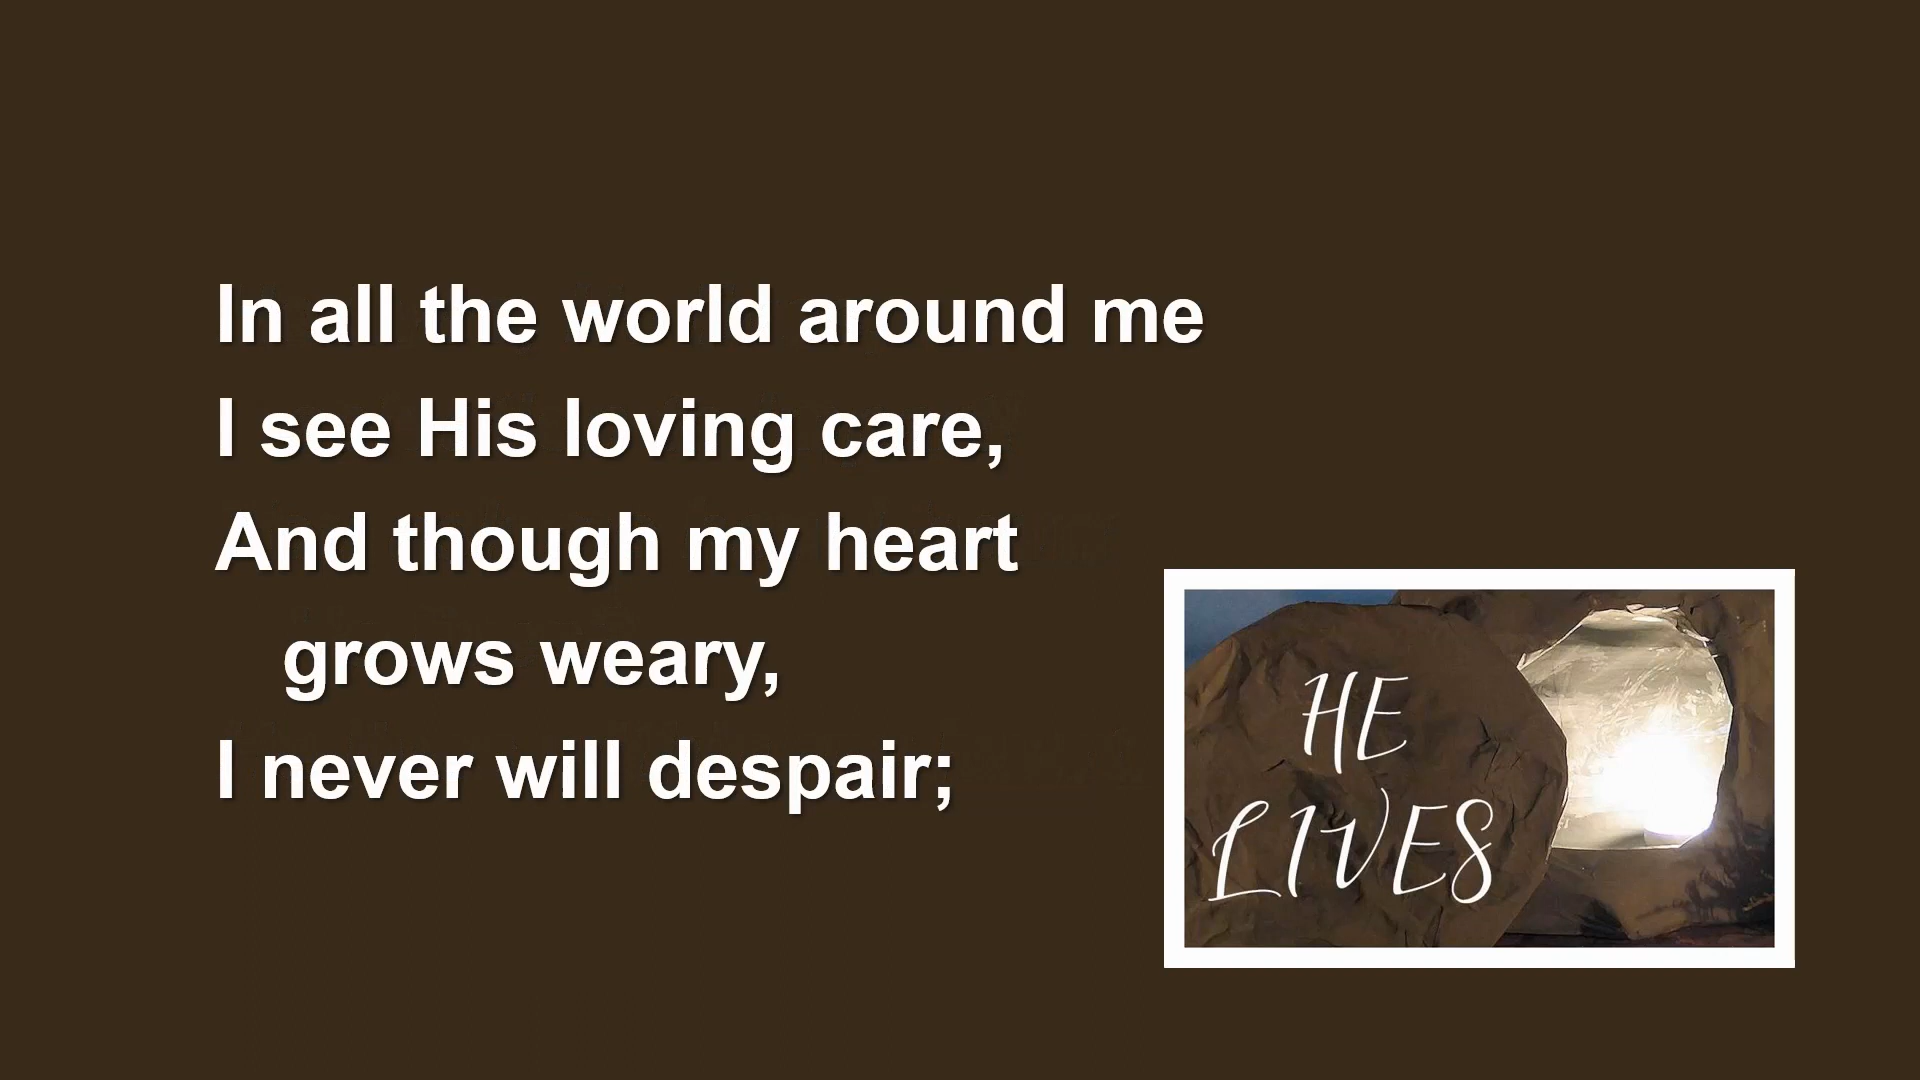 In all the world around me
I see His loving care,
And though my heart
grows weary,
I never will despair;
HE
LIVES